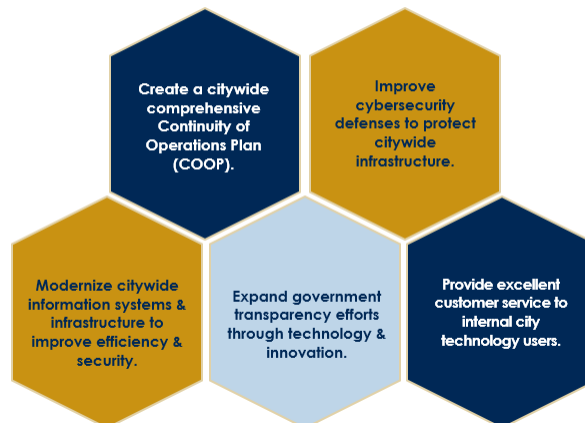 Create a citywide
comprehensive
Continuity of
Operations Plan
(COOP).
Improve
cybersecurity
defenses to protect
citywide
infrastructure.
Modernize citywide
information systems &
infrastructure to
improve efficiency &
security.
Expand government
transparency efforts
through technology &
innovation.
Provide excellent
customer service to
internal city
technology users.